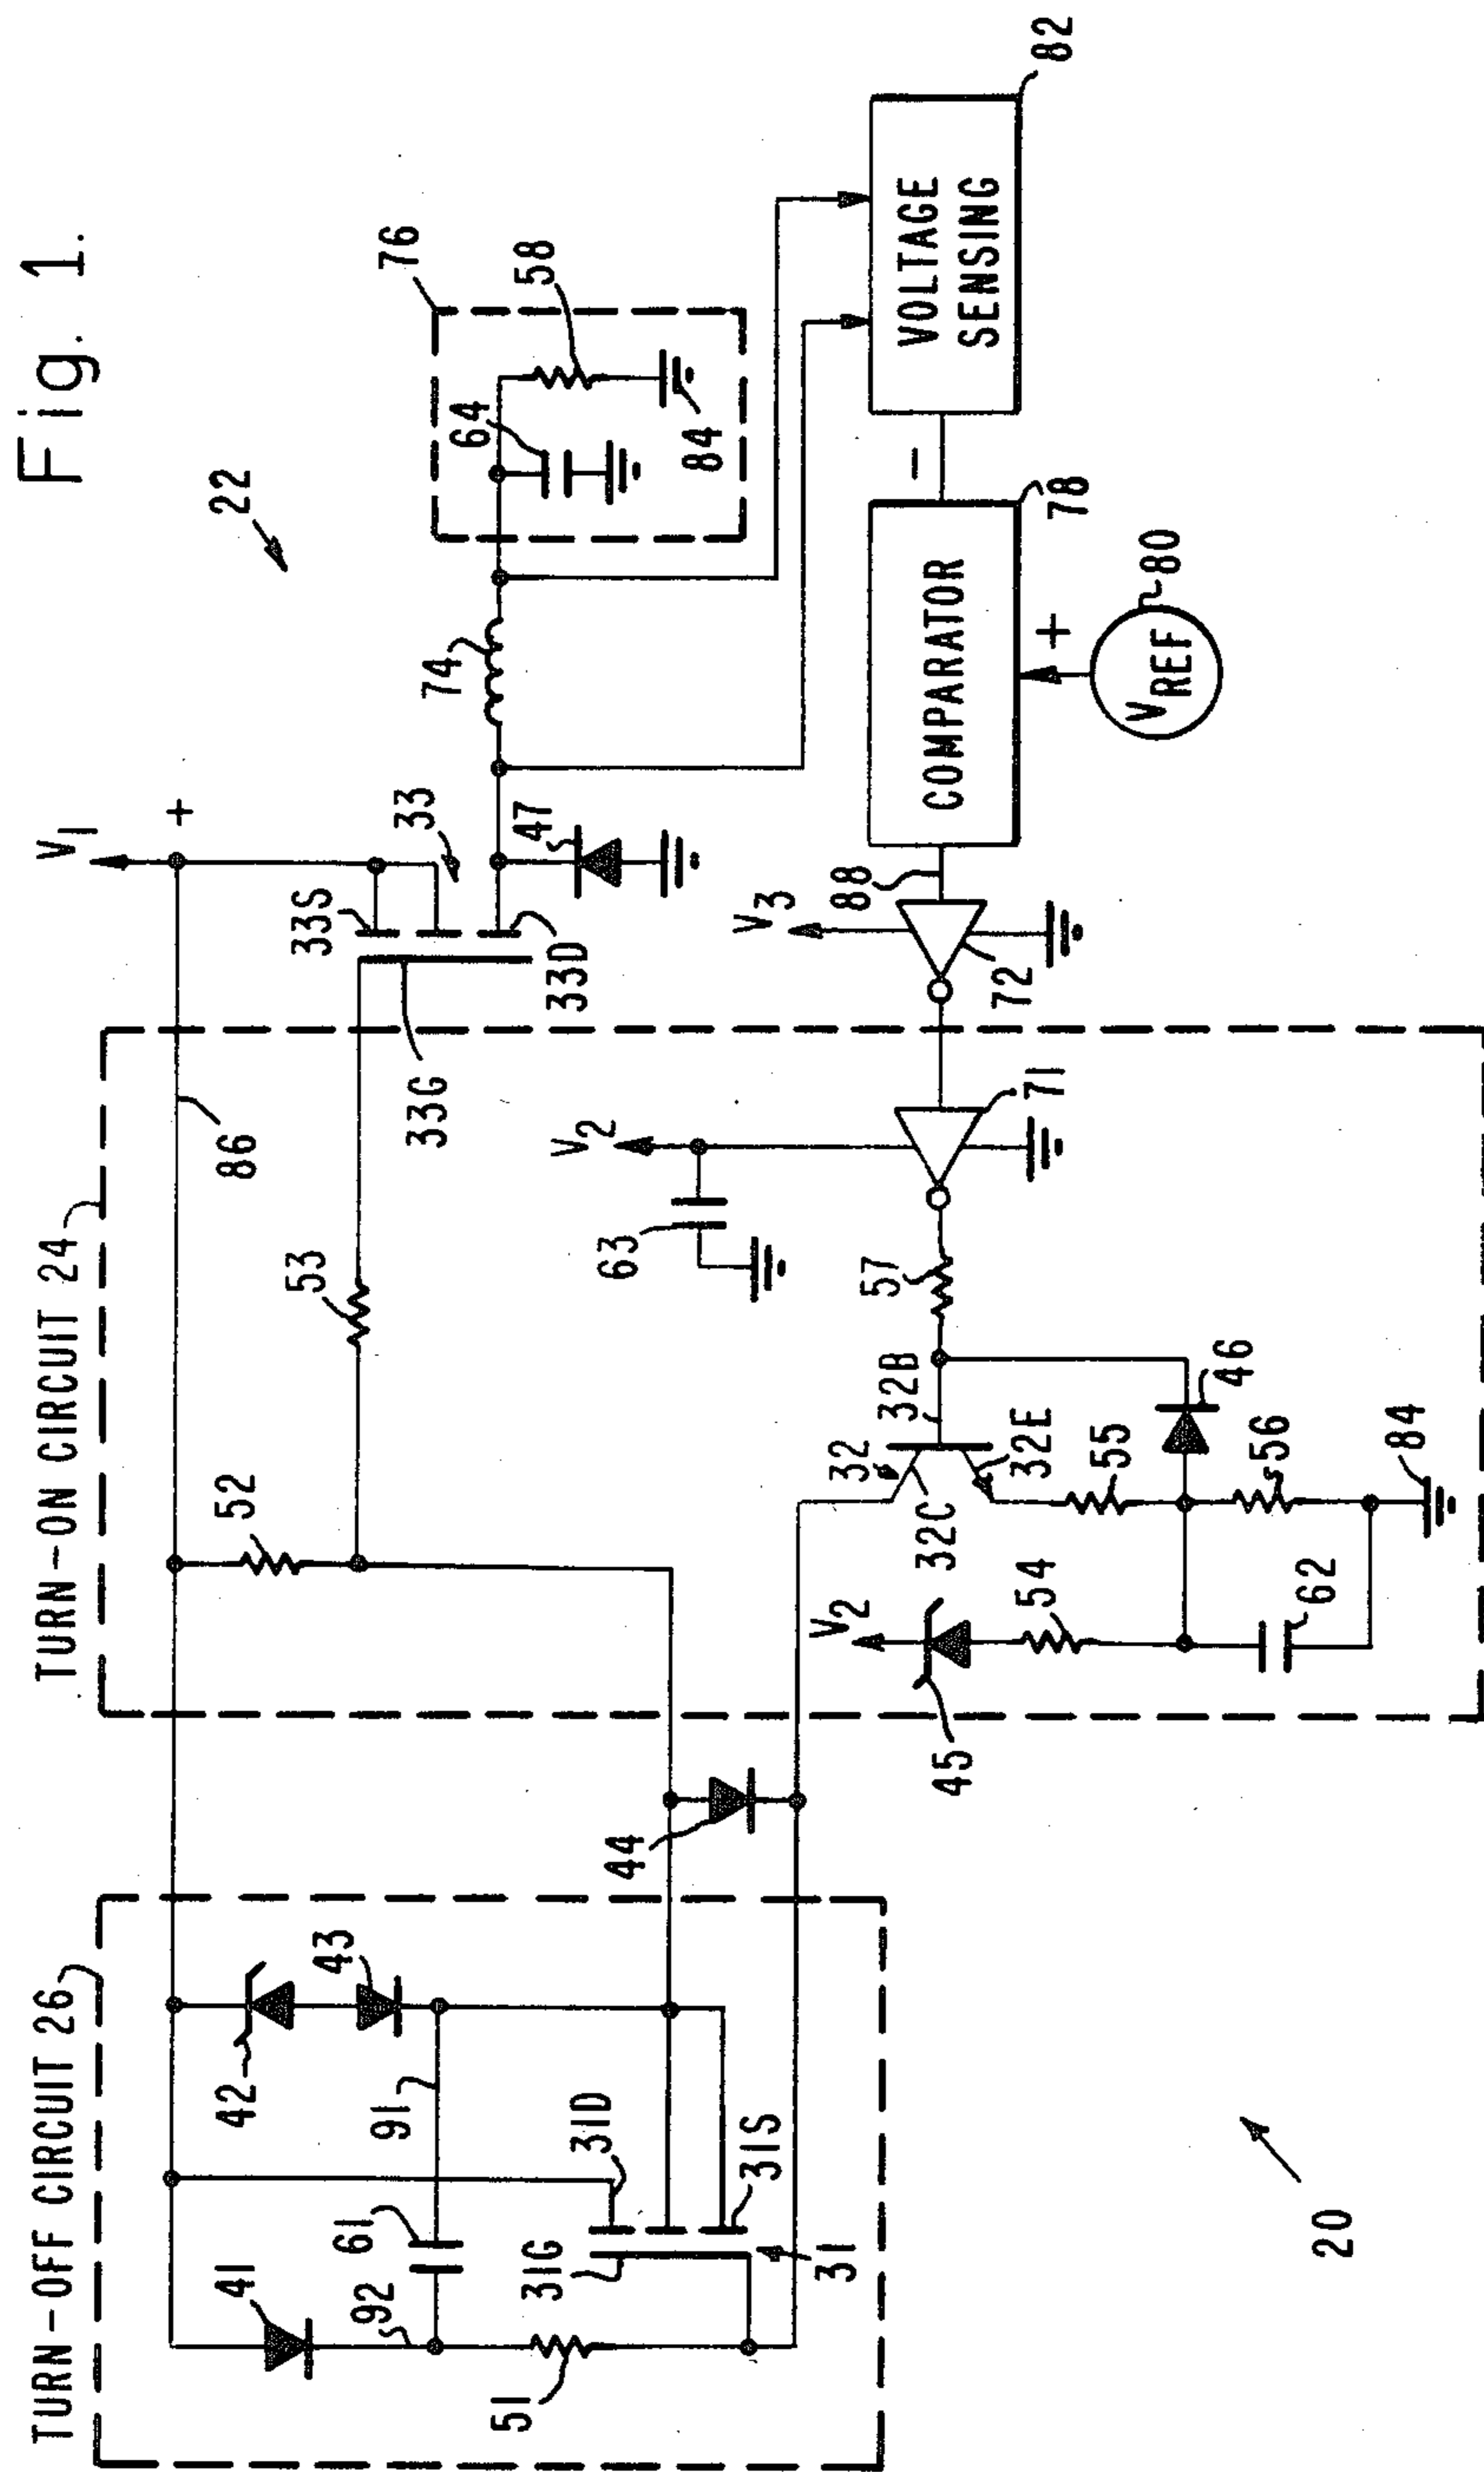 Fig. 1.
TURN-OFF CIRCUIT 26
TURN-ON CIRCUIT 24
22
V1
+
86
41
42
43
52
53
33S
33
33G
33D
47
74
76
64
58
84
92
61
91
31D
31G
31S
31
51
44
V2
63
V3
88
72
71
57
32B
32
32C
32E
V2
45
54
55
46
56
62
84
COMPARATOR
78
-
VOLTAGE
SENSING
82
+
VREF
80
20